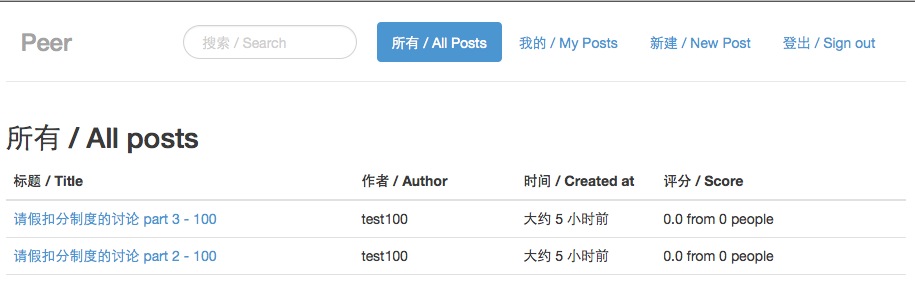 Peer 搜索 / Search 所有 / All Posts 我的 / My Posts 新建 / New Post 登出 / Sign out
所有 / All posts
标题 / Title 作者 / Author 时间 / Created at 评分 / Score
请假扣分制度的讨论 part 3 - 100 test100 大约 5 小时前 0.0 from 0 people
请假扣分制度的讨论 part 2 - 100 test100 大约 5 小时前 0.0 from 0 people